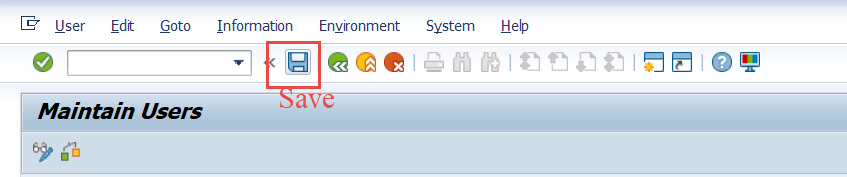 User Edit Goto Information Environment System Help
Save
Maintain Users